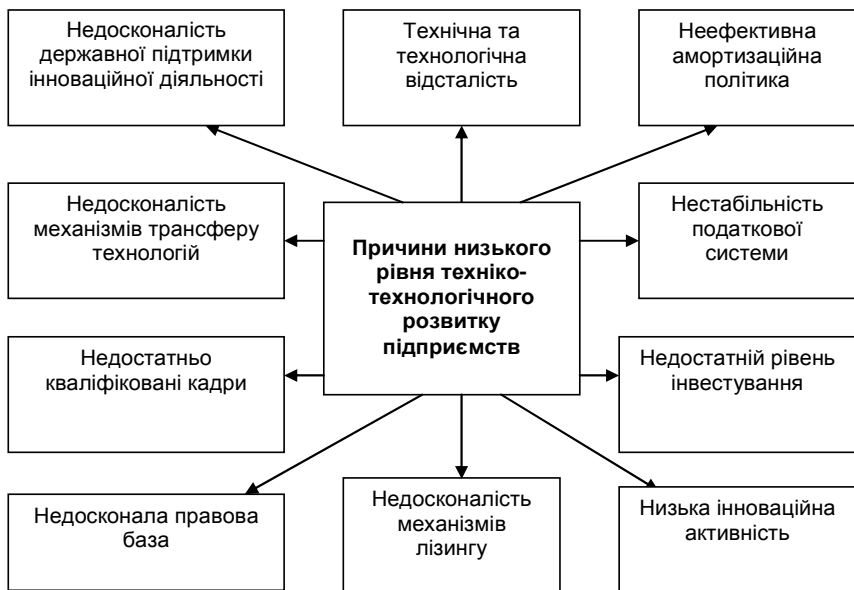 Недосконалість
державної підтримки
інноваційної діяльності
Технічна та
технологічна
відсталість
Неефективна
амортизаційна
політика
Недосконалість
механізмів трансферу
технологій
Причини низького
рівня техніко-
технологічного
розвитку
підприємств
Нестабільність
податкової
системи
Недостатньо
кваліфіковані кадри
Недостатній рівень
інвестування
Недосконала правова
база
Недосконалість
механізмів
лізингу
Низька інноваційна
активність